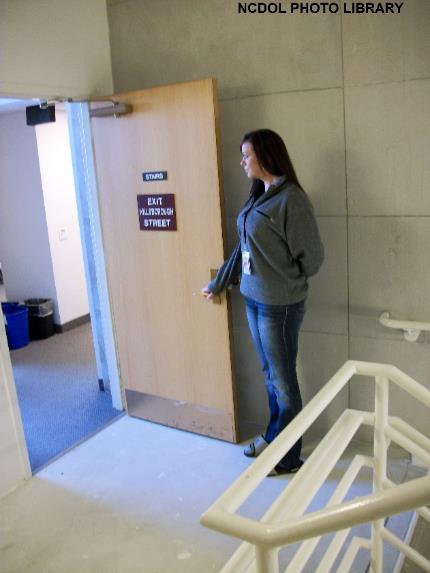 NCDOL PHOTO LIBRARY
STAIRS
EXIT
HILLSBOROUGH
STREET